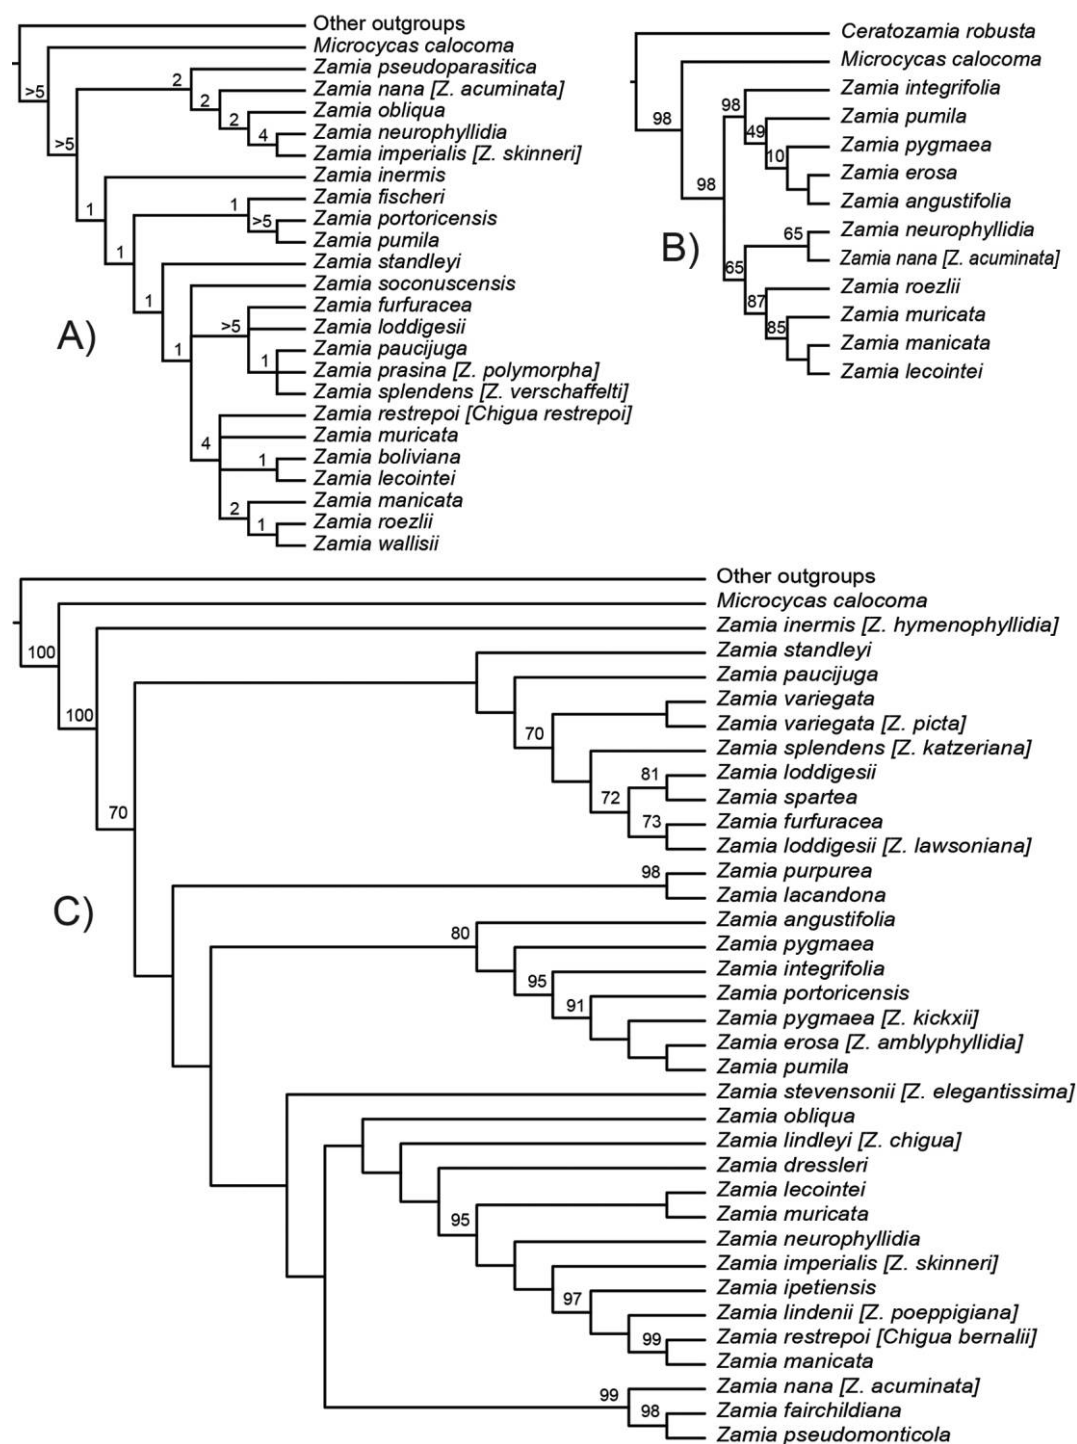 Other outgroups
Microcycas calocoma
Zamia pseudoparasitica
Zamia nana [Z. acuminata]
Zamia obliqua
Zamia neurophyllidia
Zamia imperialis [Z. skinneri]
Zamia inermis
Zamia fischeri
Zamia portoricensis
Zamia pumila
Zamia standleyi
Zamia soconuscensis
Zamia furfuracea
Zamia loddigesii
Zamia paucijuga
Zamia prasina [Z. polymorpha]
Zamia splendens [Z. verschaffelti]
Zamia restrepoi [Chigua restrepoi]
Zamia muricata
Zamia boliviana
Zamia lecointei
Zamia manicata
Zamia roezlii
Zamia wallisii
>5
>5
2
2
2
4
1
1
1
>5
1
1
>5
1
4
1
2
1
A)
Ceratozamia robusta
Microcycas calocoma
Zamia integrifolia
Zamia pumila
Zamia pygmaea
Zamia erosa
Zamia angustifolia
Zamia neurophyllidia
Zamia nana [Z. acuminata]
Zamia roezlii
Zamia muricata
Zamia manicata
Zamia lecointei
98
98
98
49
10
65
65
87
85
B)
Other outgroups
Microcycas calocoma
Zamia inermis [Z. hymenophyllidia]
Zamia standleyi
Zamia paucijuga
Zamia variegata
Zamia variegata [Z. picta]
Zamia splendens [Z. katzeriana]
Zamia loddigesii
Zamia spartea
Zamia furfuracea
Zamia loddigesii [Z. lawsoniana]
Zamia purpurea
Zamia lacandona
Zamia angustifolia
Zamia pygmaea
Zamia integrifolia
Zamia portoricensis
Zamia pygmaea [Z. kickxii]
Zamia erosa [Z. amblyphyllidia]
Zamia pumila
Zamia stevensonii [Z. elegantissima]
Zamia obliqua
Zamia lindleyi [Z. chigua]
Zamia dressleri
Zamia lecointei
Zamia muricata
Zamia neurophyllidia
Zamia imperialis [Z. skinneri]
Zamia ipetiensis
Zamia lindenii [Z. poeppigiana]
Zamia restrepoi [Chigua bernalii]
Zamia manicata
Zamia nana [Z. acuminata]
Zamia fairchildiana
Zamia pseudomonticola
100
100
70
70
72
81
73
98
80
95
91
95
97
99
99
98
C)